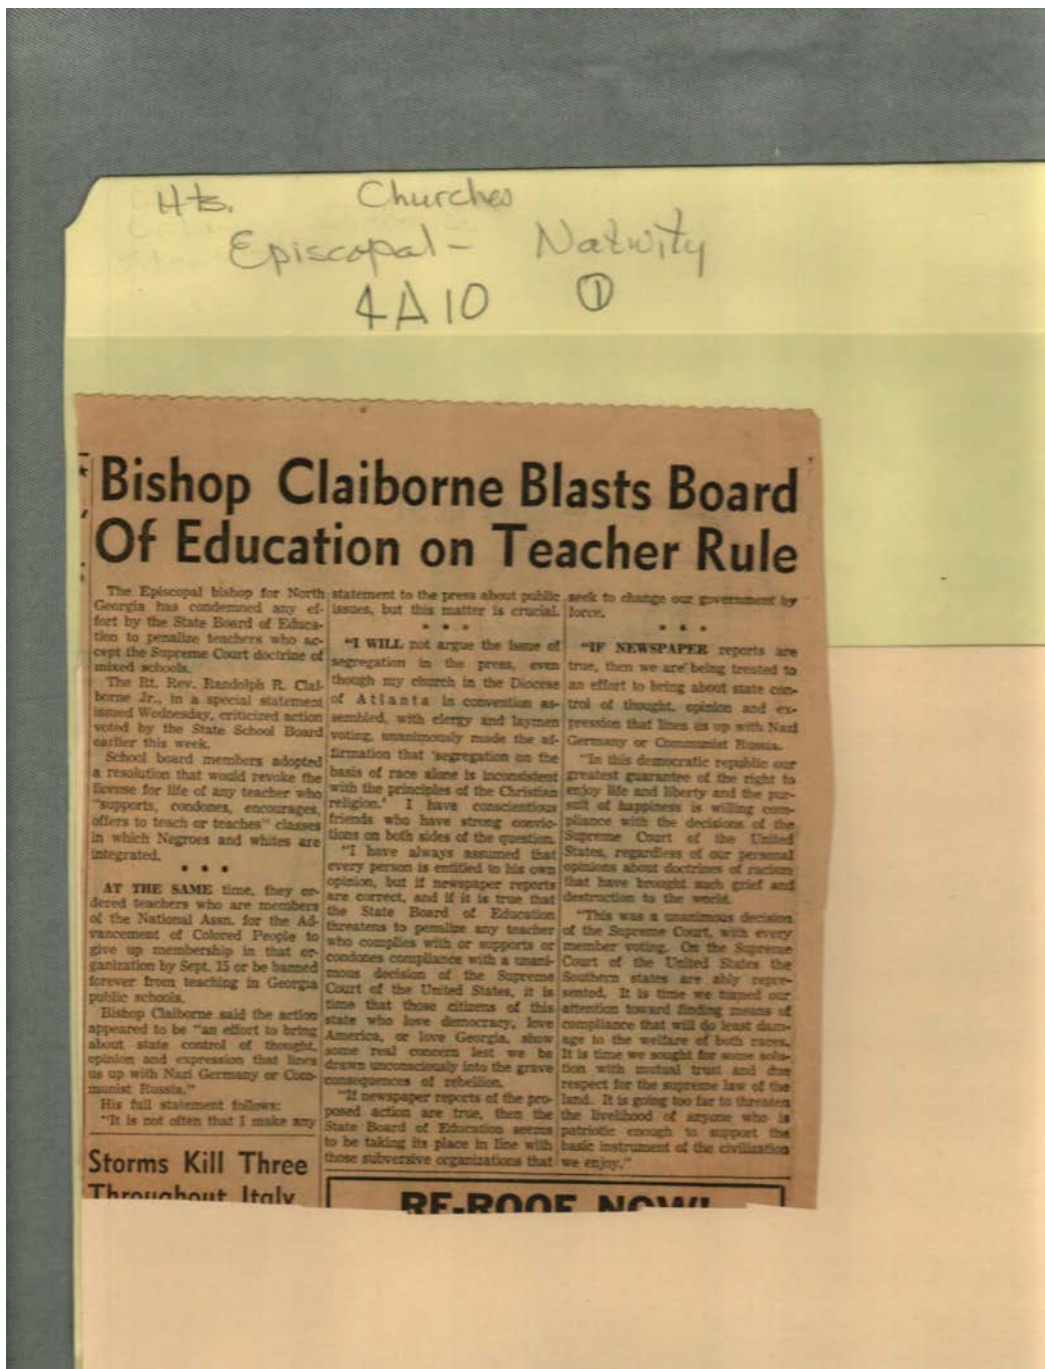 Hts. Churches
Episcopal - Nativity
4A10 ①
Bishop Claiborne Blasts Board
Of Education on Teacher Rule
The Episcopal bishop for North
Georgia has condemned any ef-
fort by the State Board of Educa-
tion to penalize teachers who ac-
cept the Supreme Court doctrine of
mixed schools.
The Rt. Rev. Randolph R. Clai-
borne Jr., in a special statement
issued Wednesday, criticized action
voted by the State School Board
earlier this week.
School board members adopted
a resolution that would revoke the
license for life of any teacher who
"supports, condones, encourages,
offers to teach or teaches" classes
in which Negroes and whites are
integrated.
* * *
AT THE SAME time, they or-
dered teachers who are members
of the National Assn. for the Ad-
vancement of Colored People to
give up membership in that or-
ganization by Sept. 15 or be banned
forever from teaching in Georgia
public schools.
Bishop Claiborne said the action
appeared to be "an effort to bring
about state control of thought,
opinion and expression that lines
us up with Nazi Germany or Com-
munist Russia."
His full statement follows:
"It is not often that I make any
statement to the press about public
issues, but this matter is crucial.
* * *
"I WILL not argue the issue of
segregation in the press, even
though my church in the Diocese
of Atlanta in convention as-
sembled, with clergy and laymen
voting, unanimously made the af-
firmation that 'segregation on the
basis of race alone is inconsistent
with the principles of the Christian
religion.' I have conscientious
friends who have strong convic-
tions on both sides of the question.
"I have always assumed that
every person is entitled to his own
opinion, but if newspaper reports
are correct, and if it is true that
the State Board of Education
threatens to penalize any teacher
who complies with or supports or
condones compliance with a unani-
mous decision of the Supreme
Court of the United States, it is
time that those citizens of this
state who love democracy, love
America, or love Georgia, show
some real concern lest we be
drawn unconsciously into the grave
consequences of rebellion.
"If newspaper reports of the pro-
posed action are true, then the
State Board of Education seems
to be taking its place in line with
those subversive organizations that
seek to change our government by
force.
* * *
"IF NEWSPAPER reports are
true, then we are being treated to
an effort to bring about state con-
trol of thought, opinion and ex-
pression that lines us up with Nazi
Germany or Communist Russia.
"In this democratic republic our
greatest guarantee of the right to
enjoy life and liberty and the pur-
suit of happiness is willing com-
pliance with the decisions of the
Supreme Court of the United
States, regardless of our personal
opinions about doctrines of racism
that have brought such grief and
destruction to the world.
"This was a unanimous decision
of the Supreme Court, with every
member voting. On the Supreme
Court of the United States the
Southern states are ably repre-
sented. It is time we turned our
attention toward finding means of
compliance that will do least dam-
age to the welfare of both races.
It is time we sought for some solu-
tion with mutual trust and due
respect for the supreme law of the
land. It is going too far to threaten
the livelihood of anyone who is
patriotic enough to support the
basic instrument of the civilization
we enjoy."
Storms Kill Three
Throughout Italy
RE-ROOF NOW!